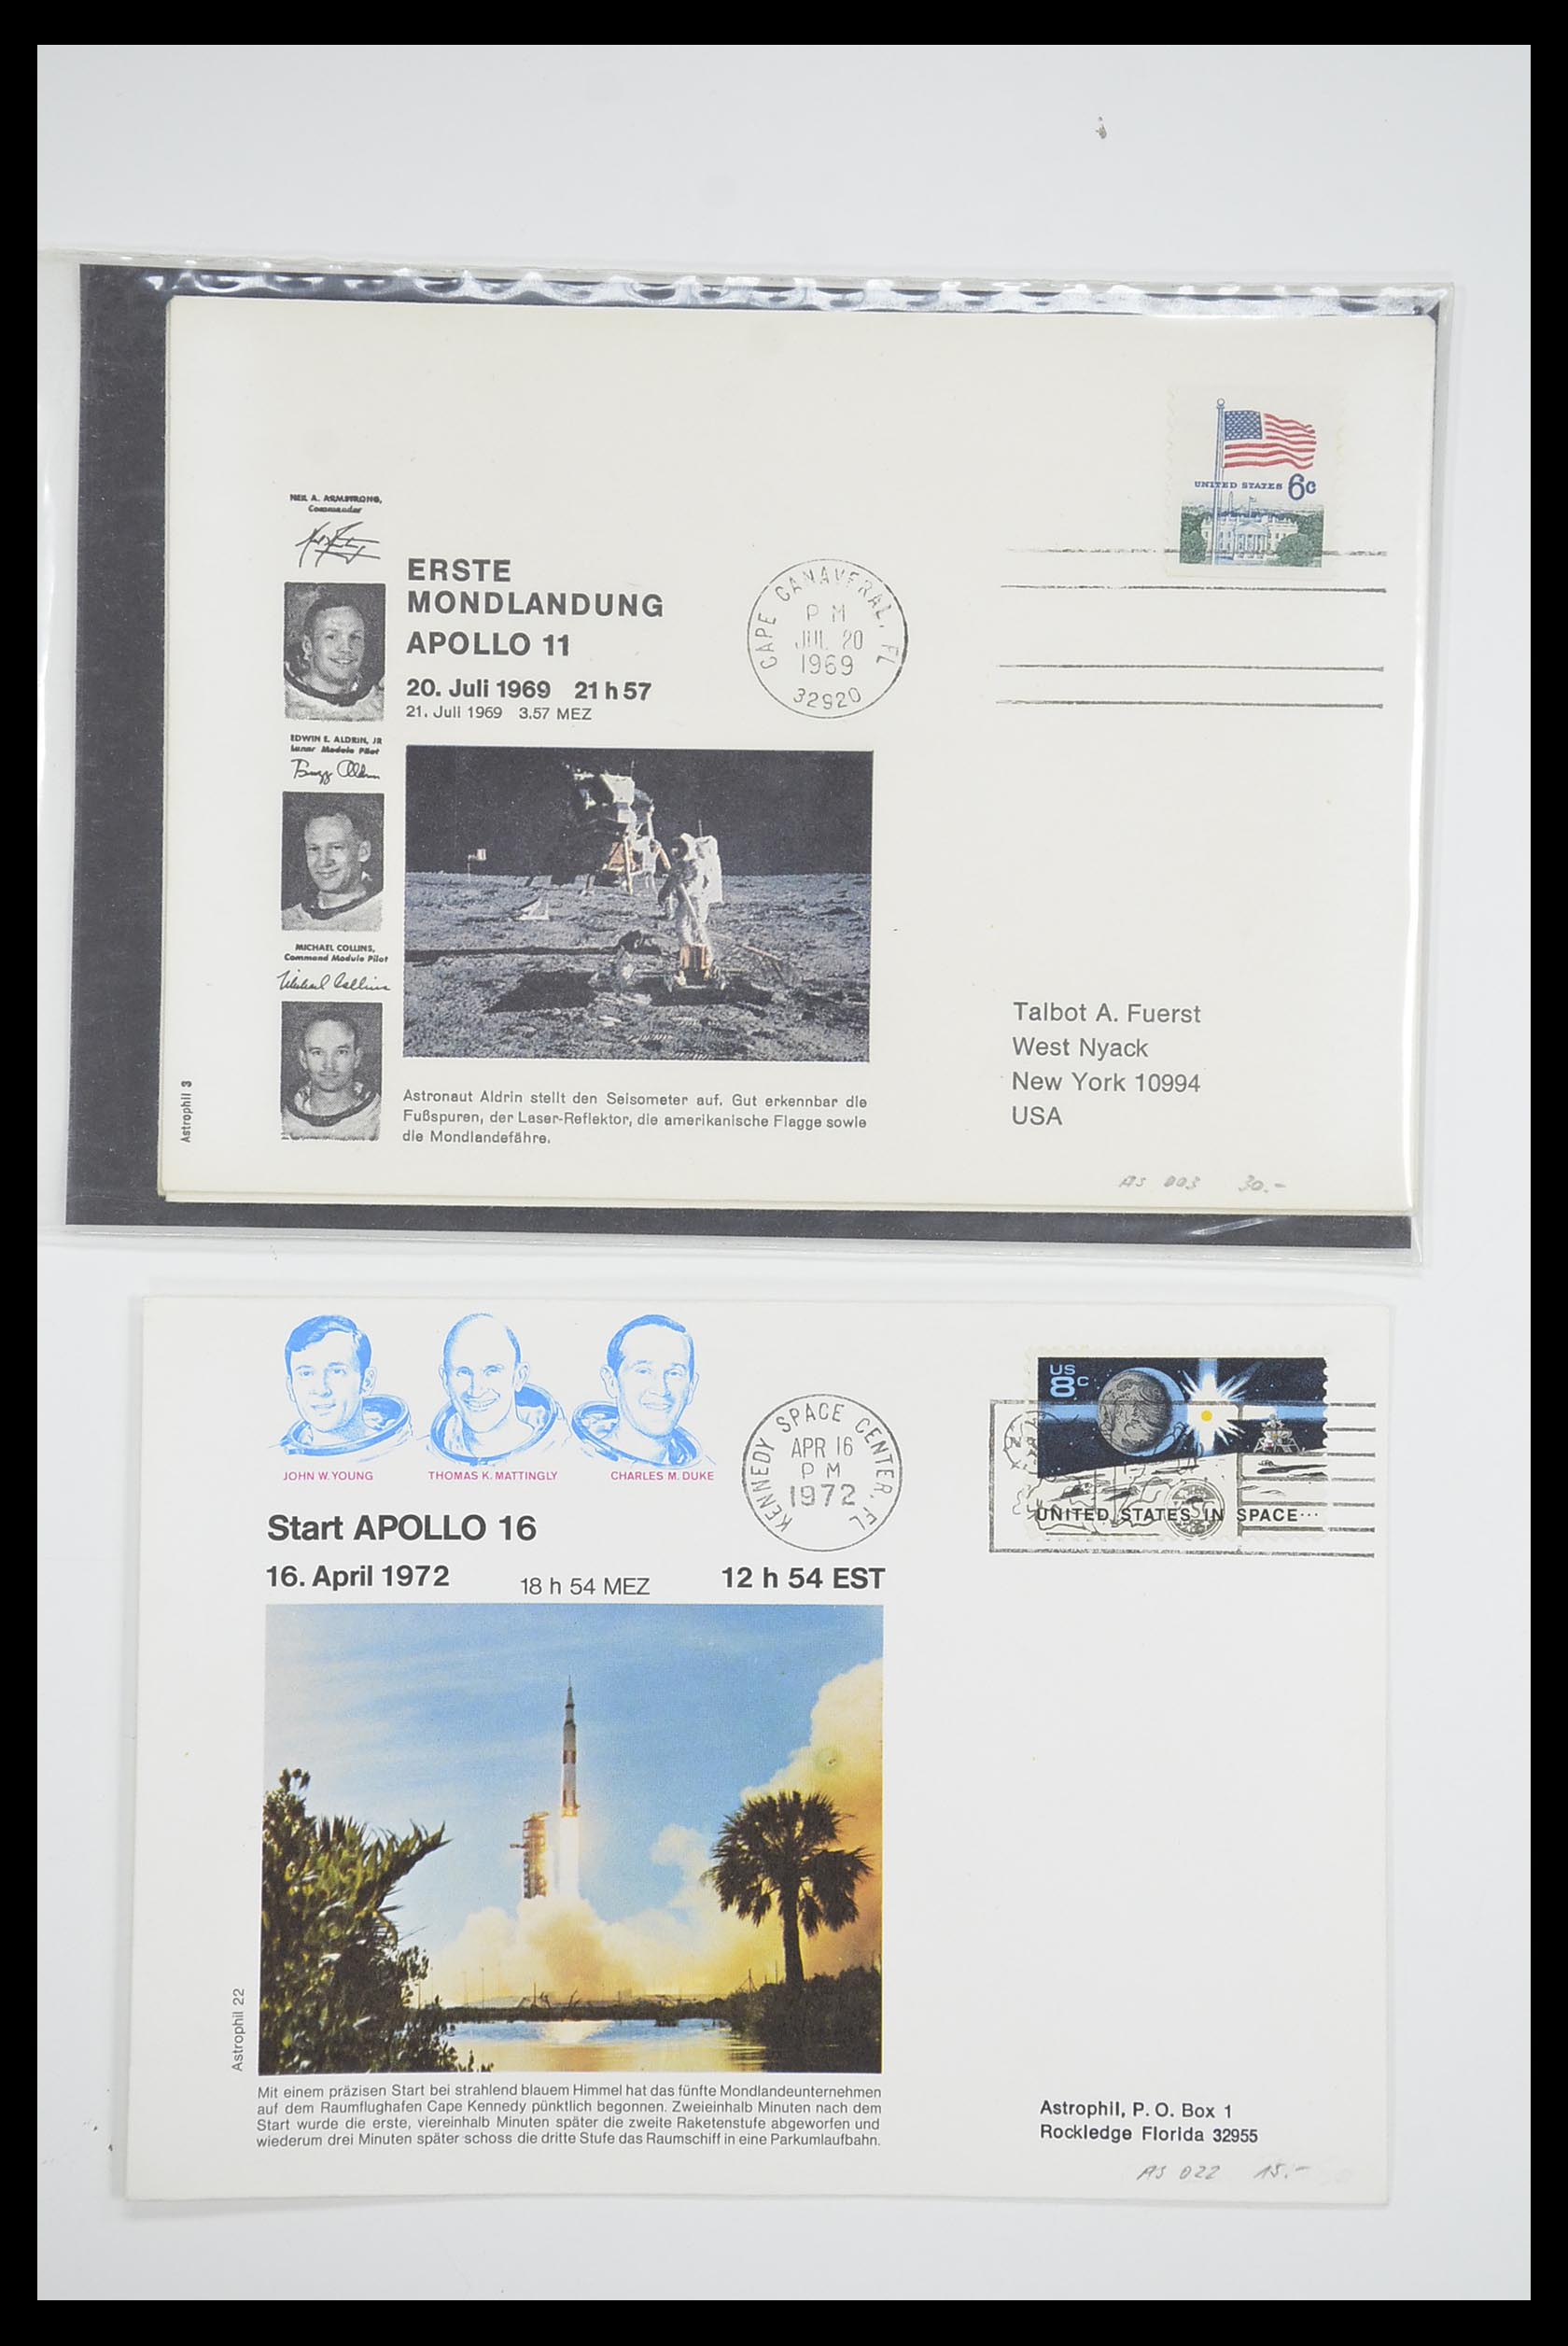 UNITED STATES 6c
NEIL A. ARMSTRONG,
Commander
ERSTE
MONDLANDUNG
APOLLO 11
20. Juli 1969 21 h 57
21. Juli 1969 3.57 MEZ
CAPE CANAVERAL, FL
PM
JUL 20
1969
32920
EDWIN E. ALDRIN, JR
Lunar Module Pilot
Buzz Aldrin
MICHAEL COLLINS,
Command Module Pilot
Michael Collins
Astrophil 3
Astronaut Aldrin stellt den Seisometer auf. Gut erkennbar die
Fußspuren, der Laser-Reflektor, die amerikanische Flagge sowie
die Mondlandefähre.
Talbot A. Fuerst
West Nyack
New York 10994
USA
AS 003 30.-
JOHN W. YOUNG
THOMAS K. MATTINGLY
CHARLES M. DUKE
KENNEDY SPACE CENTER, FL
APR 16
PM
1972
US
8c
UNITED STATES IN SPACE...
Start APOLLO 16
16. April 1972 18 h 54 MEZ 12 h 54 EST
Astrophil 22
Mit einem präzisen Start bei strahlend blauem Himmel hat das fünfte Mondlandeunternehmen
auf dem Raumflughafen Cape Kennedy pünktlich begonnen. Zweieinhalb Minuten nach dem
Start wurde die erste, viereinhalb Minuten später die zweite Raketenstufe abgeworfen und
wiederum drei Minuten später schoss die dritte Stufe das Raumschiff in eine Parkumlaufbahn.
Astrophil, P. O. Box 1
Rockledge Florida 32955
AS 022 15.-